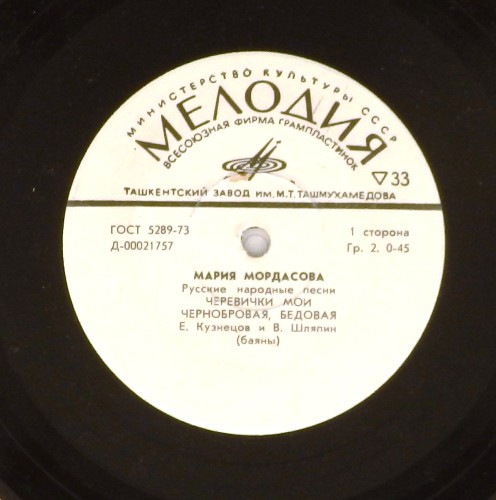 МИНИСТЕРСТВО КУЛЬТУРЫ СССР
МЕЛОДИЯ
ВСЕСОЮЗНАЯ ФИРМА ГРАМПЛАСТИНОК
▽33
ТАШКЕНТСКИЙ ЗАВОД ИМ. М.Т. ТАШМУХАМЕДОВА
ГОСТ 5289-73
Д-00021757
1 сторона
Гр. 2. 0-45
МАРИЯ МОРДАСОВА
Русские народные песни
ЧЕРЕВИЧКИ МОИ
ЧЕРНОБРОВАЯ, БЕДОВАЯ
Е. Кузнецов и В. Шляпин
(баяны)